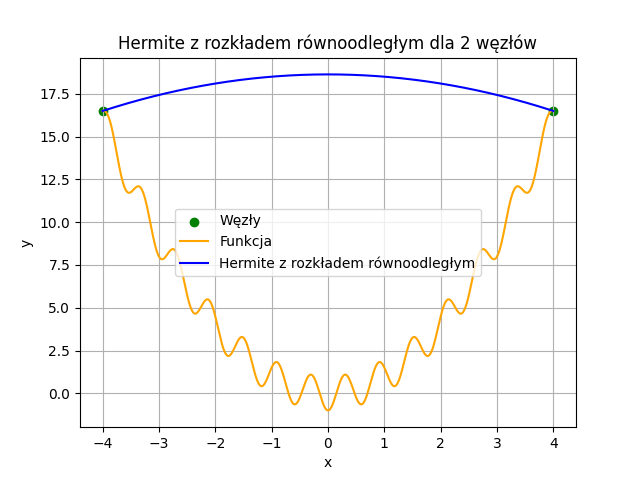 Hermite z rozkładem równoodległym dla 2 węzłów
y
17.5
15.0
12.5
10.0
7.5
5.0
2.5
0.0
Węzły
Funkcja
Hermite z rozkładem równoodległym
−4 −3 −2 −1 0 1 2 3 4
x